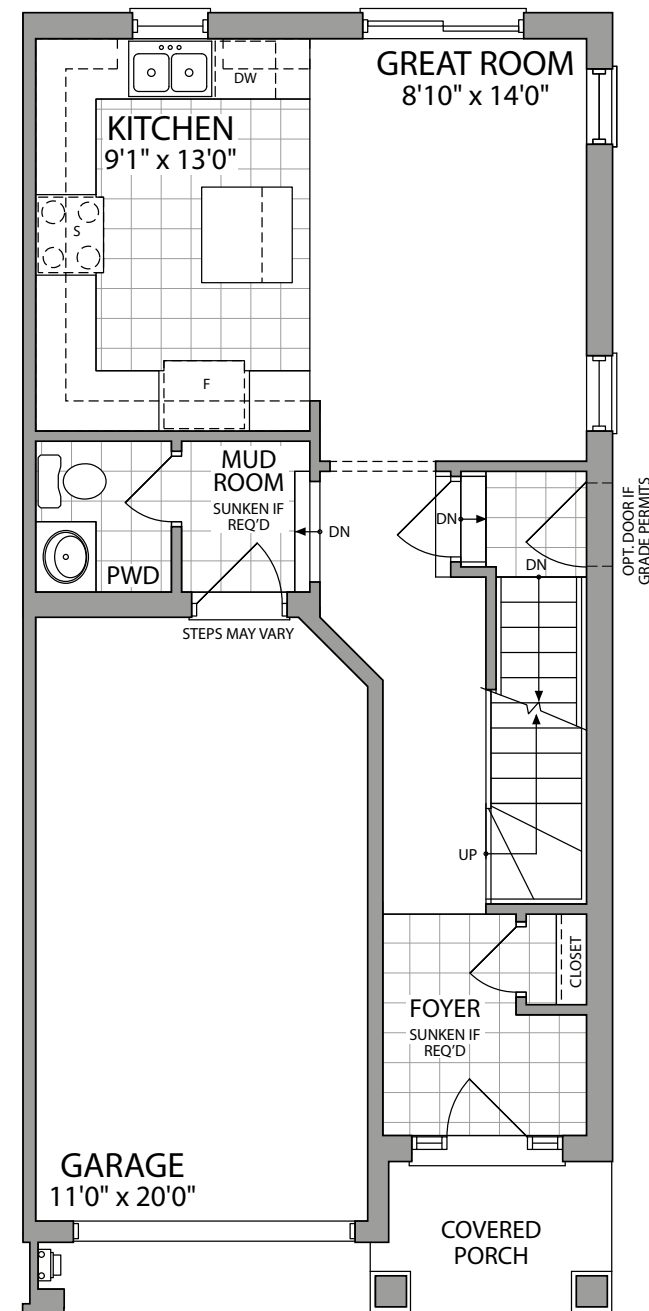 GREAT ROOM
8'10" x 14'0"
DW
KITCHEN
9'1" x 13'0"
S
F
MUD
ROOM
SUNKEN IF
REQ'D
DN
DN
DN
OPT. DOOR IF
GRADE PERMITS
PWD
STEPS MAY VARY
UP
CLOSET
FOYER
SUNKEN IF
REQ'D
GARAGE
11'0" x 20'0"
COVERED
PORCH